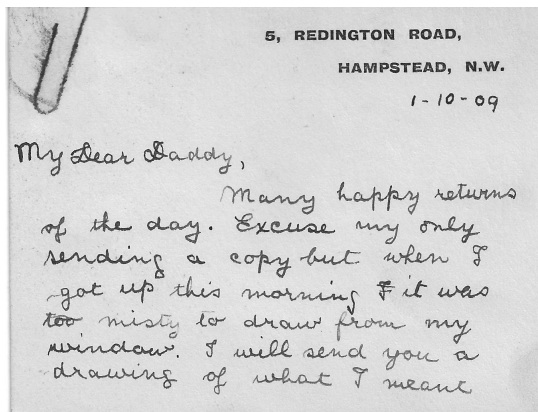 5, REDINGTON ROAD,
HAMPSTEAD, N.W.
1-10-09
My Dear Daddy,
Many happy returns
of the day. Excuse my only
sending a copy but when I
got up this morning F it was
too misty to draw from my
window. I will send you a
drawing of what I meant